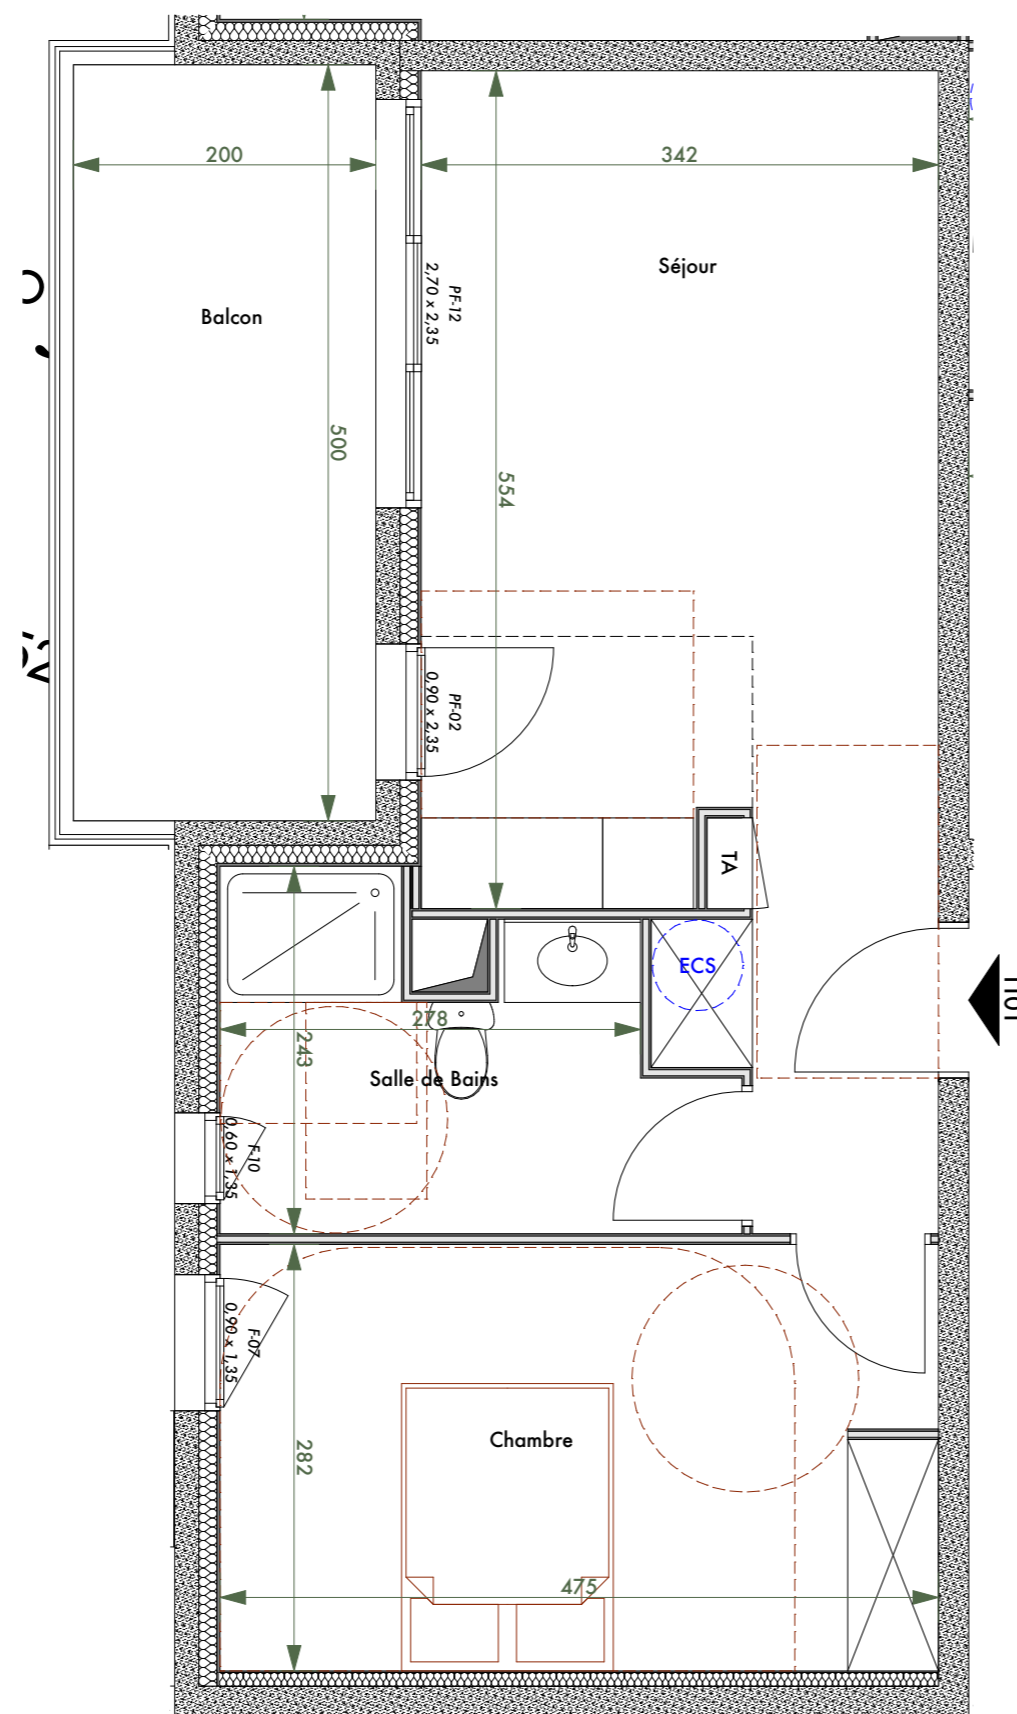 200
342
Séjour
Balcon
PF-12
2,70 x 2,35
500
554
PF-02
0,90 x 2,35
TA
ECS
278
243
Salle de Bains
F-10
0,60 x 1,35
F-07
0,90 x 1,35
Chambre
282
475